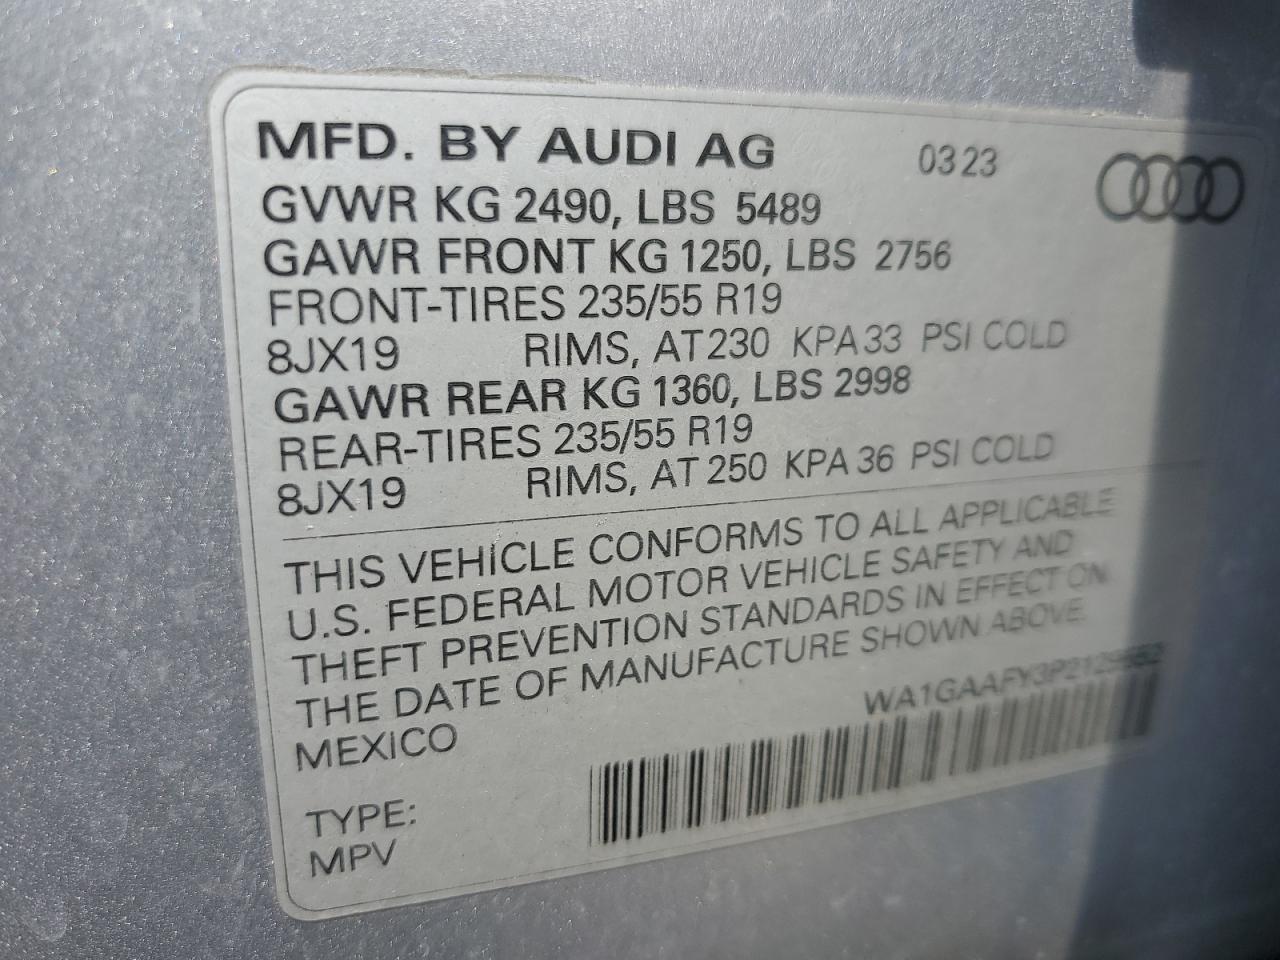 MFD. BY AUDI AG 03 23
GVWR KG 2490, LBS 5489
GAWR FRONT KG 1250, LBS 2756
FRONT-TIRES 235/55 R19
8JX19 RIMS, AT 230 KPA 33 PSI COLD
GAWR REAR KG 1360, LBS 2998
REAR-TIRES 235/55 R19
8JX19 RIMS, AT 250 KPA 36 PSI COLD
THIS VEHICLE CONFORMS TO ALL APPLICABLE
U.S. FEDERAL MOTOR VEHICLE SAFETY AND
THEFT PREVENTION STANDARDS IN EFFECT ON
THE DATE OF MANUFACTURE SHOWN ABOVE.
MEXICO
TYPE:
MPV